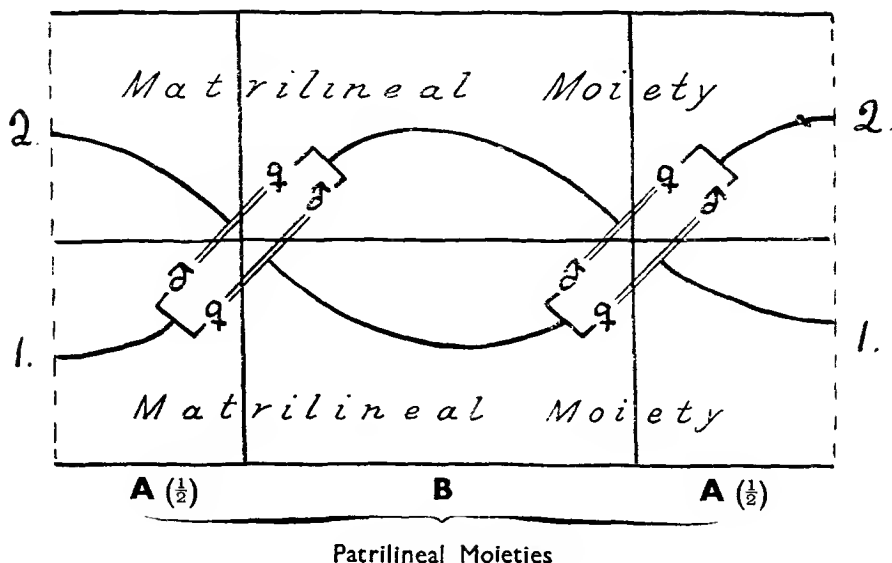 Matrilineal Moiety
2. 2.
♀ ♀
♂ ♂
♂ ♂
♀ ♀
1. 1.
Matrilineal Moiety
A (½) B A (½)
Patrilineal Moieties